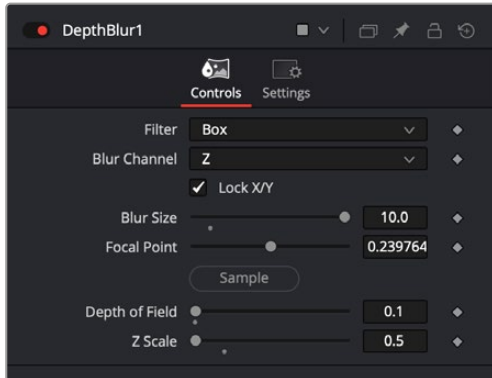 DepthBlur1
Controls Settings
Filter Box
Blur Channel Z
Lock X/Y
Blur Size 10.0
Focal Point 0.239764
Sample
Depth of Field 0.1
Z Scale 0.5